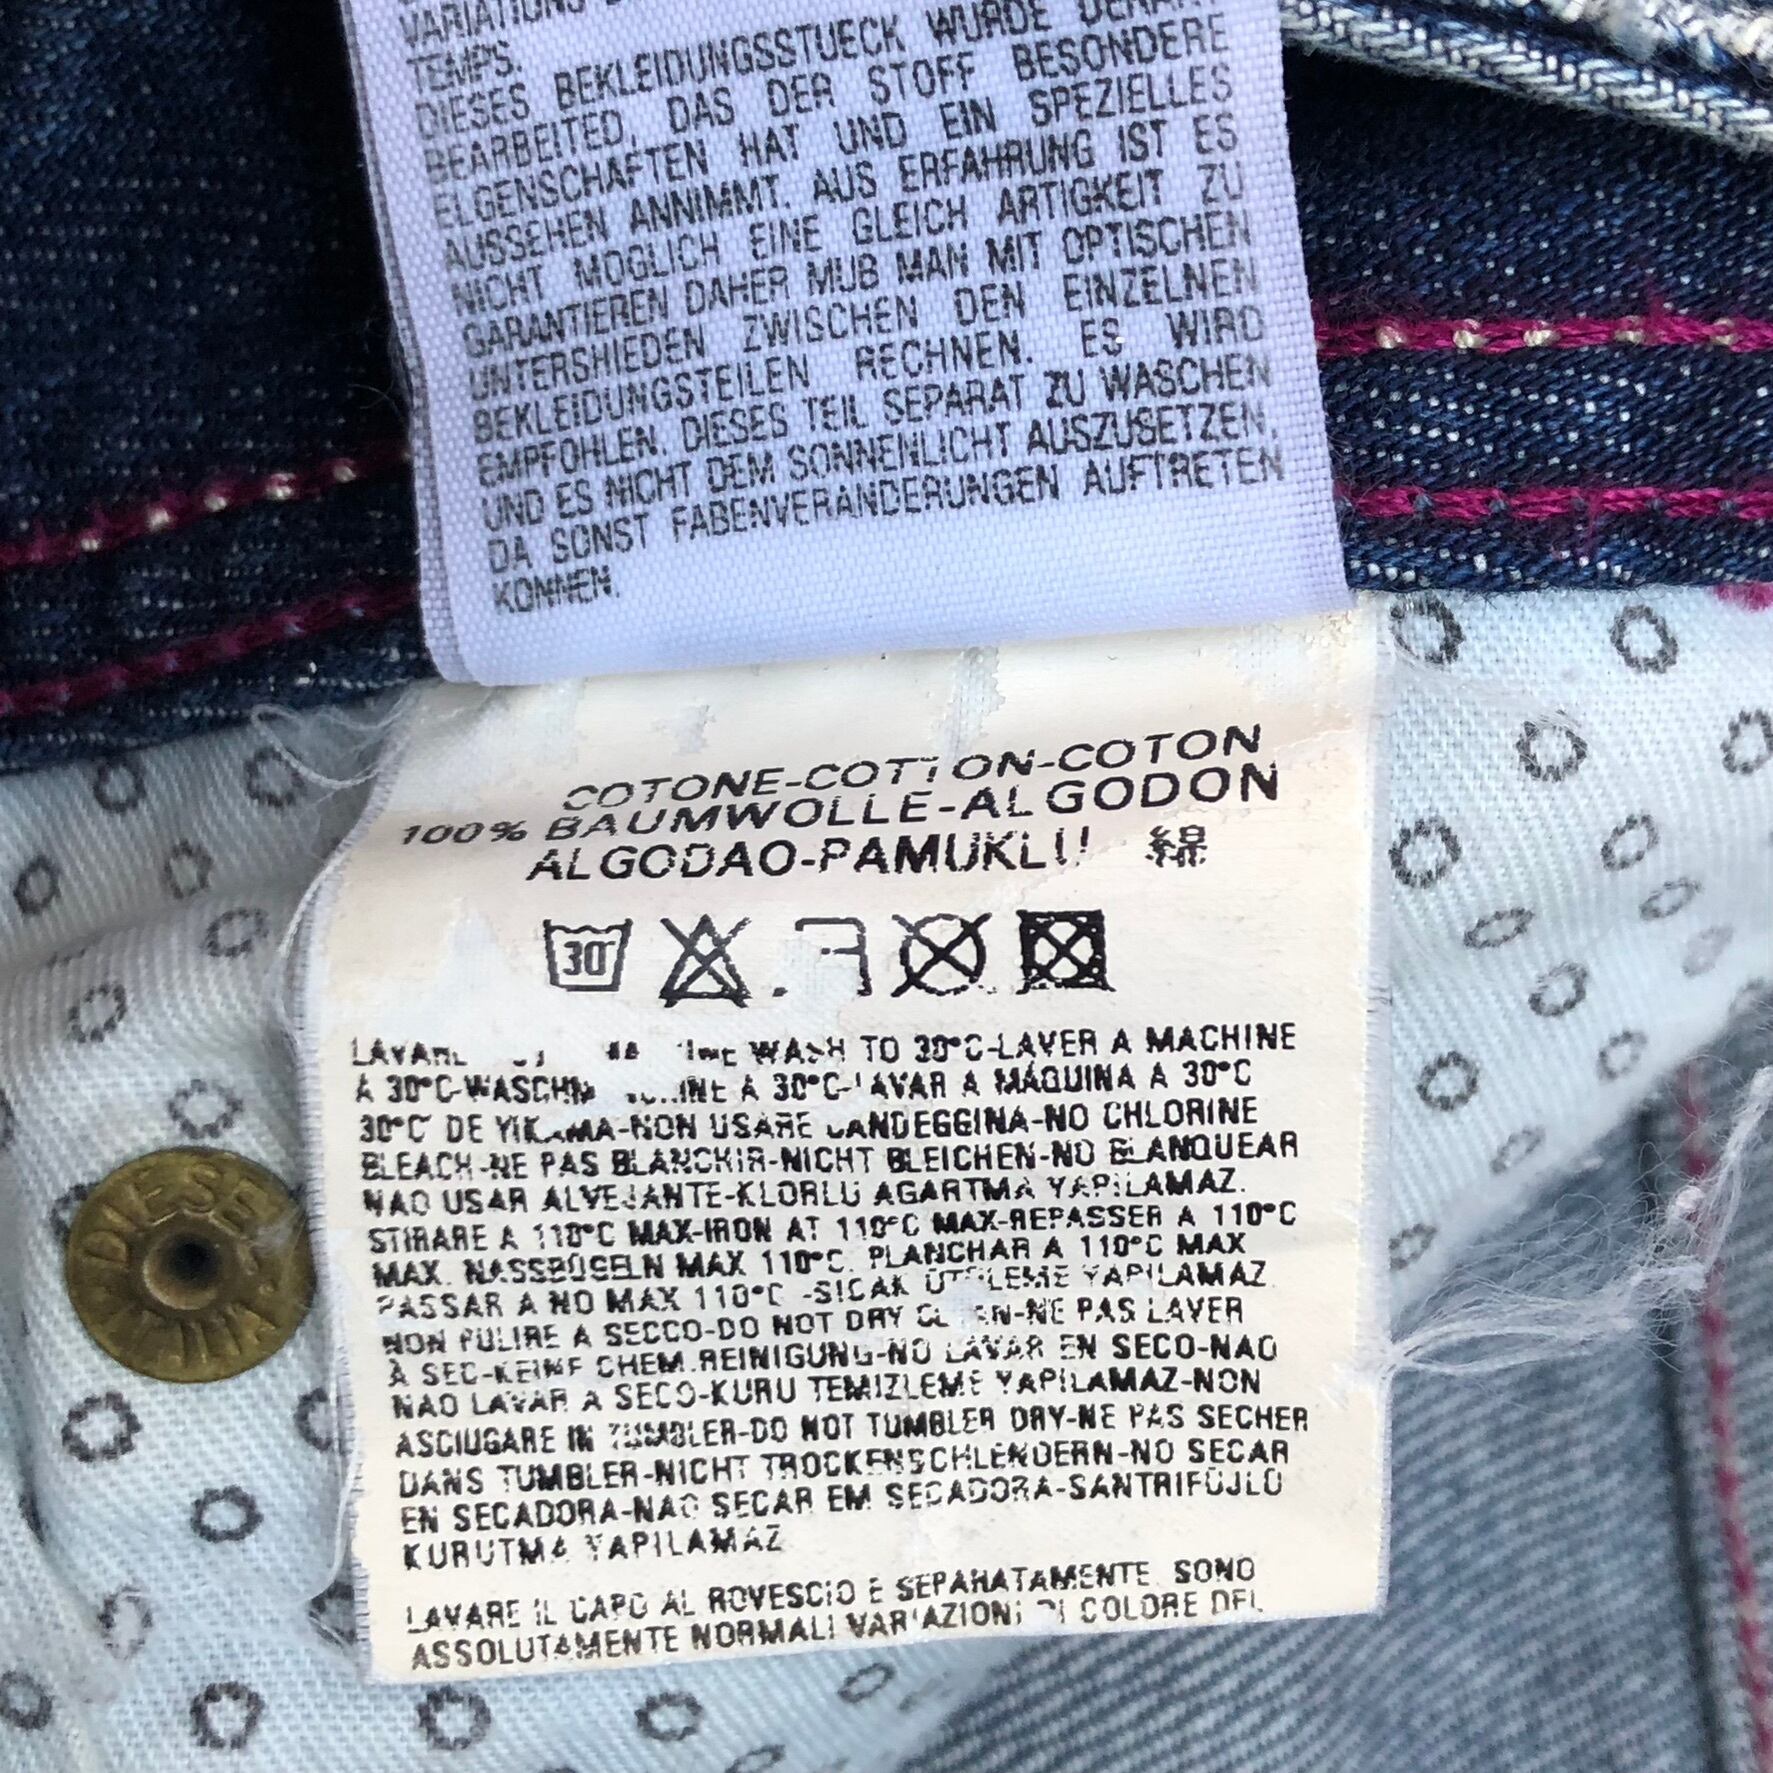 VARIATIONS
TEMPS.
DIESES BEKLEIDUNGSSTUECK WURDE DERART
BEARBEITED, DAS DER STOFF BESONDERE
ELGENSCHAFTEN HAT UND EIN SPEZIELLES
AUSSEHEN ANNIMMT. AUS ERFAHRUNG IST ES
NICHT MOGLICH EINE GLEICH ARTIGKEIT ZU
GARANTIEREN DAHER MUB MAN MIT OPTISCHEN
UNTERSHIEDEN ZWISCHEN DEN EINZELNEN
BEKLEIDUNGSTEILEN RECHNEN. ES WIRD
EMPFOHLEN. DIESES TEIL SEPARAT ZU WASCHEN
UND ES NICHT DEM SONNENLICHT AUSZUSETZEN,
DA SONST FABENVERANDERUNGEN AUFTRETEN
KONNEN.
COTONE-COTTON-COTON
100% BAUMWOLLE-ALGODON
ALGODAO-PAMUKLU 綿
30°
WASH TO 30°C-LAVER A MACHINE
A 30°C- A 30°C-LAVAR A MAQUINA A 30°C
30°C DE YIKAMA-NON USARE CANDEGGINA-NO CHLORINE
BLEACH-NE PAS BLANCHIR-NICHT BLEICHEN-NO BLANQUEAR
NAO USAR ALVEJANTE-KLORLU AGARTMA YAPILAMAZ.
STIRARE A 110°C MAX-IRON AT 110°C MAX-REPASSER A 110°C
MAX. NASSBÜGELN MAX 110°C. PLANCHAR A 110°C MAX
PASSAR A NO MAX 110°C -SICAK ÜTÜLEME YAPILAMAZ
NON PULIRE A SECCO-DO NOT DRY CLEAN-NE PAS LAVER
À SEC-KEINE CHEM.REINIGUNG-NO LAVAR EN SECO-NAO
NAO LAVAR A SECO-KURU TEMIZLEME YAPILAMAZ-NON
ASCIUGARE IN TUMBLER-DO NOT TUMBLER DRY-NE PAS SECHER
DANS TUMBLER-NICHT TROCKENSCHLENDERN-NO SECAR
EN SECADORA-NAO SECAR EM SECADORA-SANTRIFÜJLÜ
KURUTMA YAPILAMAZ
LAVARE IL CAPO AL ROVESCIO E SEPARATAMENTE. SONO
ASSOLUTAMENTE NORMALI VARIAZIONI DI COLORE DEL
DIESEL